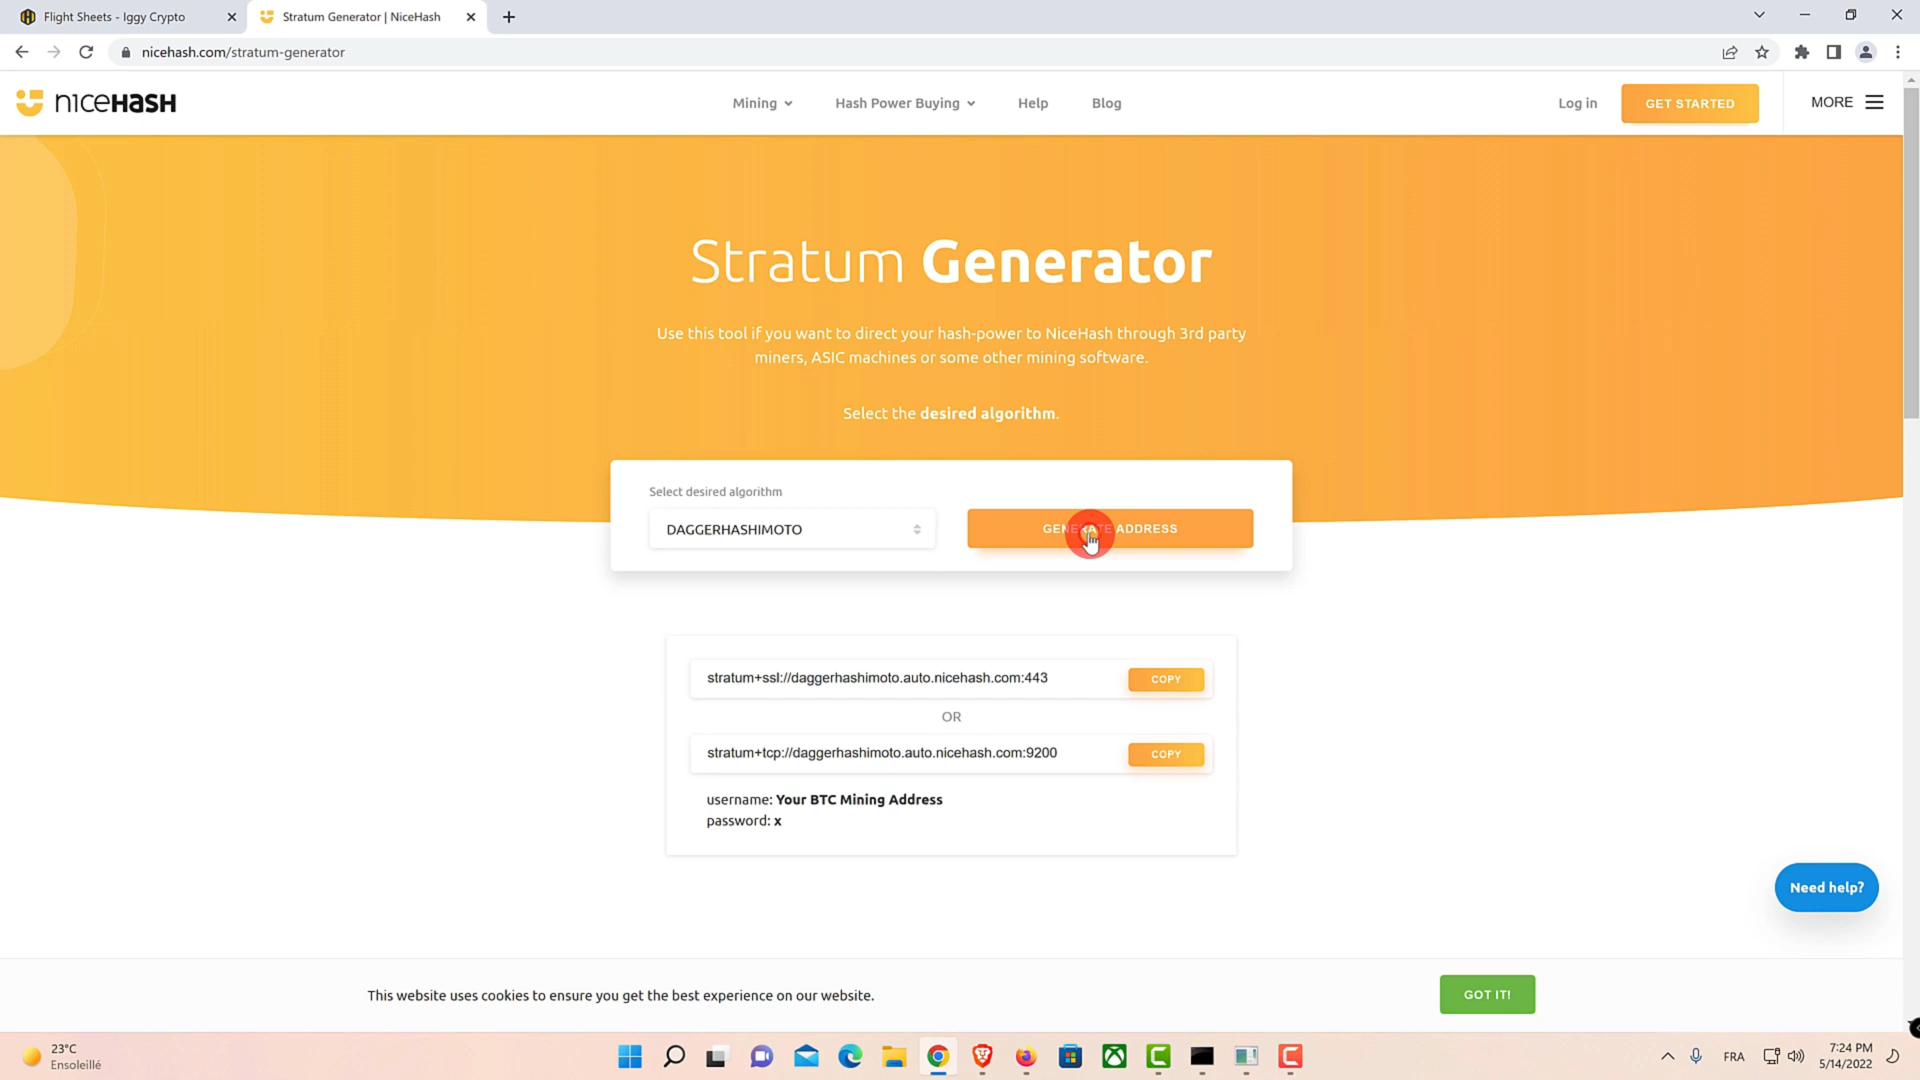 Flight Sheets - Iggy Crypto
Stratum Generator | NiceHash
nicehash.com/stratum-generator
nıceHASH
Mining
Hash Power Buying
Help
Blog
Log in
GET STARTED
MORE
Stratum Generator
Use this tool if you want to direct your hash-power to NiceHash through 3rd party
miners, ASIC machines or some other mining software.
Select the desired algorithm.
Select desired algorithm
DAGGERHASHIMOTO
GENERATE ADDRESS
stratum+ssl://daggerhashimoto.auto.nicehash.com:443
COPY
OR
stratum+tcp://daggerhashimoto.auto.nicehash.com:9200
COPY
username: Your BTC Mining Address
password: x
Need help?
This website uses cookies to ensure you get the best experience on our website.
GOT IT!
23°C
Ensoleillé
FRA
7:24 PM
5/14/2022